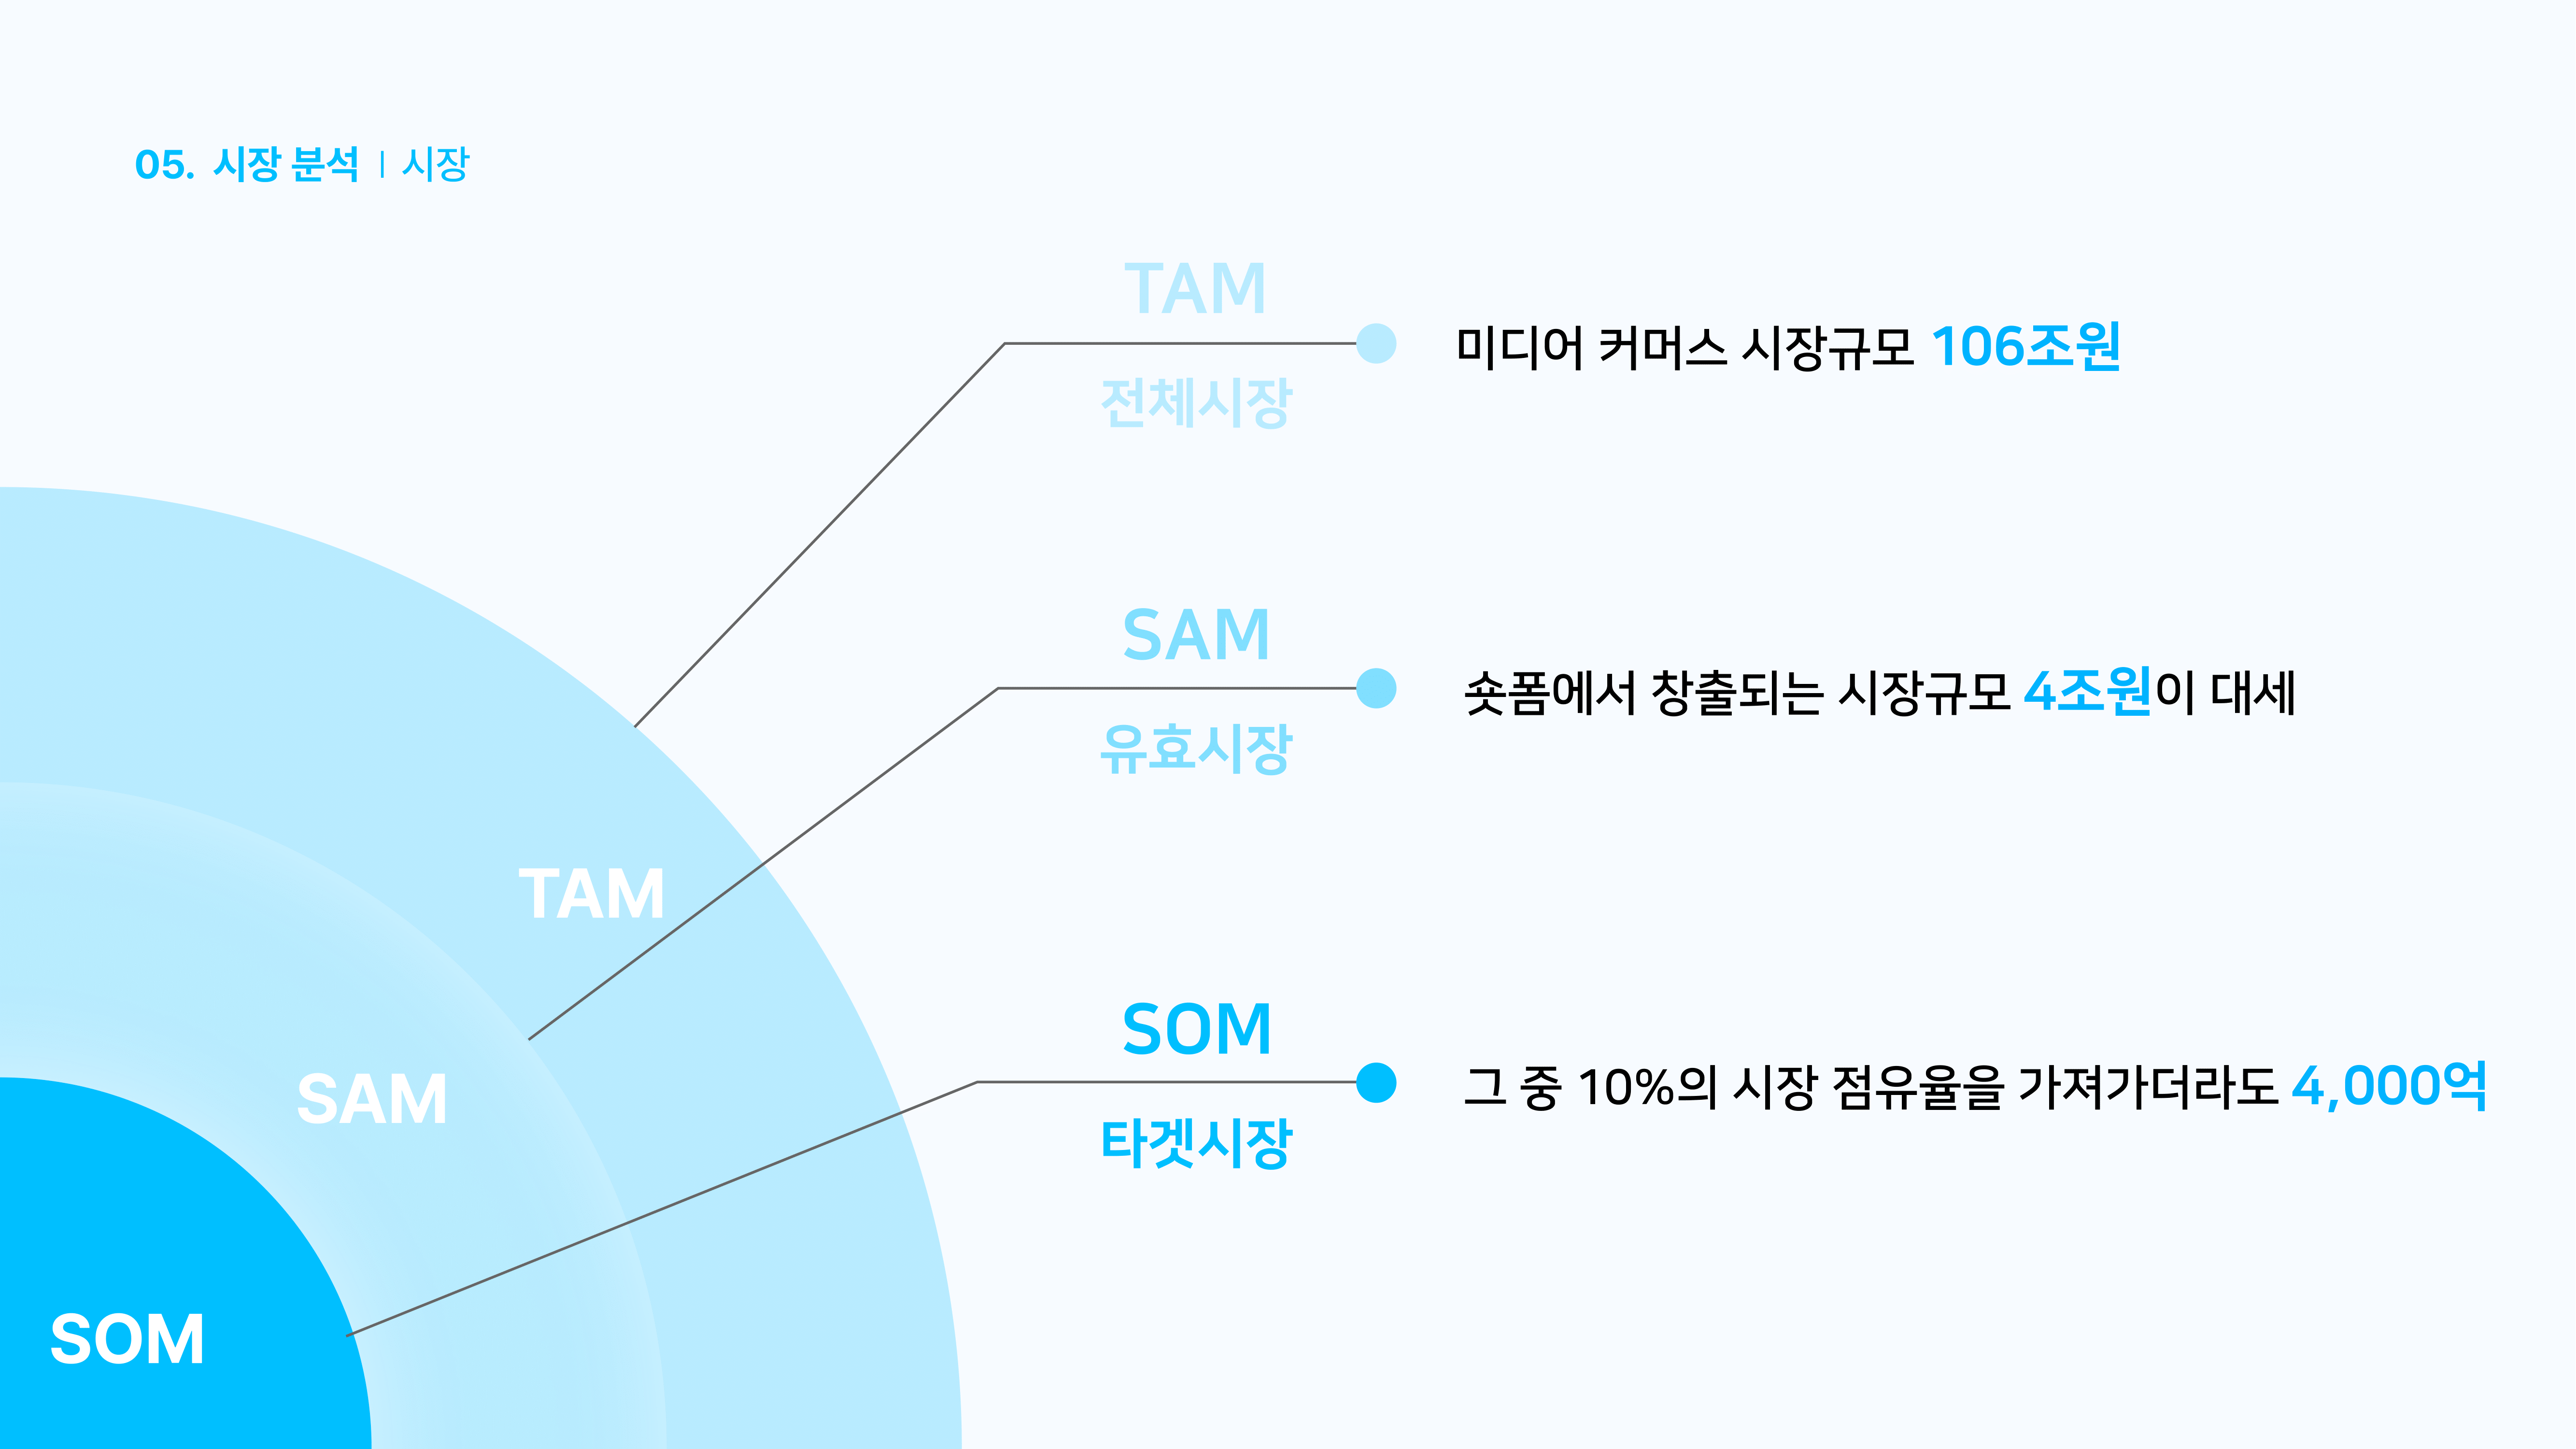 05. 시장 분석 | 시장
TAM
전체시장
미디어 커머스 시장규모 106조원
SAM
유효시장
숏폼에서 창출되는 시장규모 4조원이 대세
SOM
타겟시장
그 중 10%의 시장 점유율을 가져가더라도 4,000억
TAM
SAM
SOM